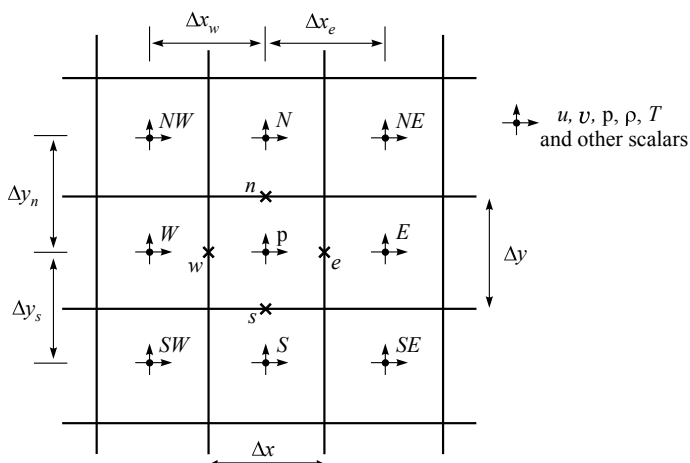 Δx_w Δx_e
NW N NE
u, v, p, ρ, T
and other scalars
Δy_n
n
W p E
w e
Δy
Δy_s
s
SW S SE
Δx